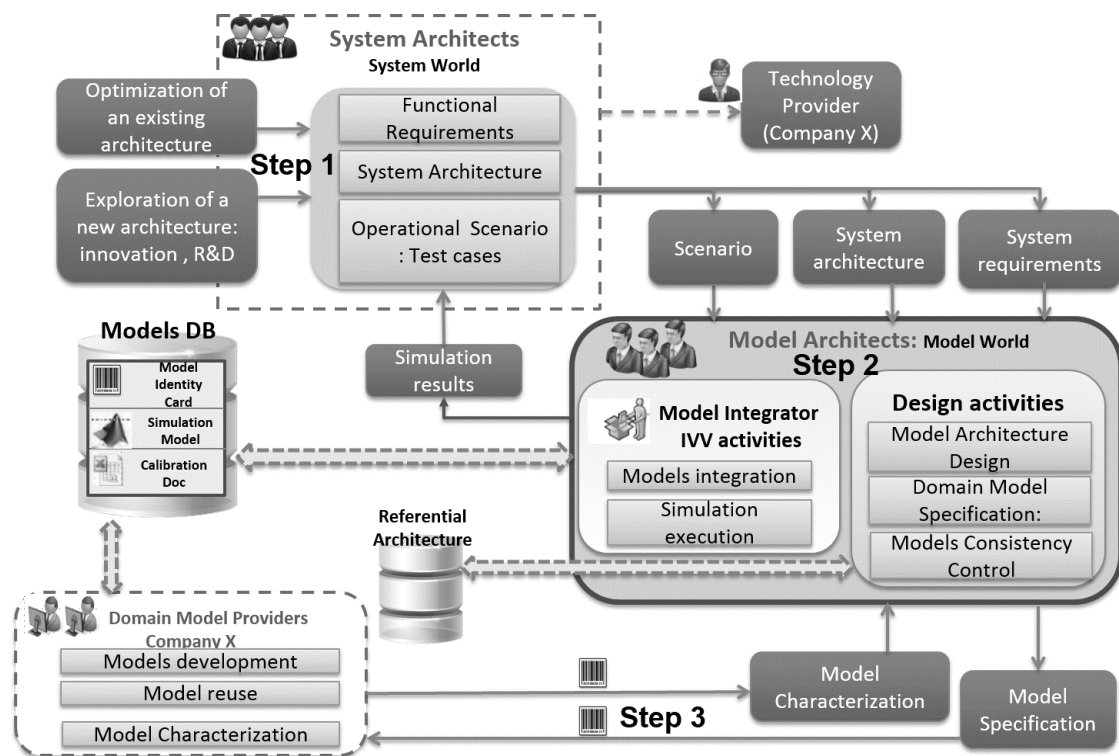 System Architects
System World
Optimization of
an existing
architecture
Functional
Requirements
Technology
Provider
(Company X)
Step 1
System Architecture
Exploration of a
new architecture:
innovation , R&D
Operational Scenario
: Test cases
Scenario
System
architecture
System
requirements
Models DB
Model
Identity
Card
Simulation
Model
Calibration
Doc
Simulation
results
Model Architects: Model World
Step 2
Model Integrator
IVV activities
Models integration
Simulation
execution
Design activities
Model Architecture
Design
Domain Model
Specification:
Models Consistency
Control
Referential
Architecture
Domain Model Providers
Company X
Models development
Model reuse
Model Characterization
Step 3
Model
Characterization
Model
Specification